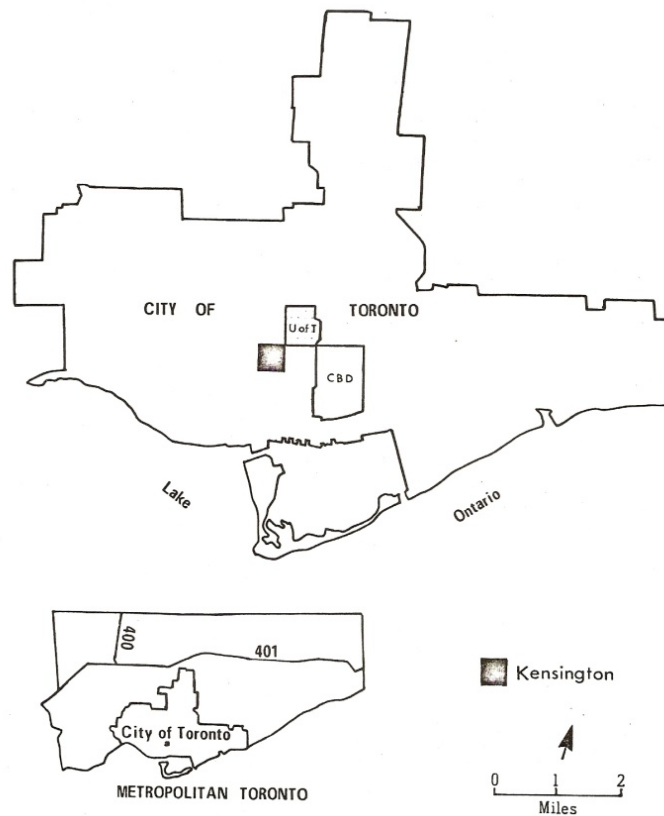 CITY OF TORONTO
U of T
CBD
Lake
Ontario
400
401
City of Toronto
METROPOLITAN TORONTO
Kensington
0 1 2
Miles